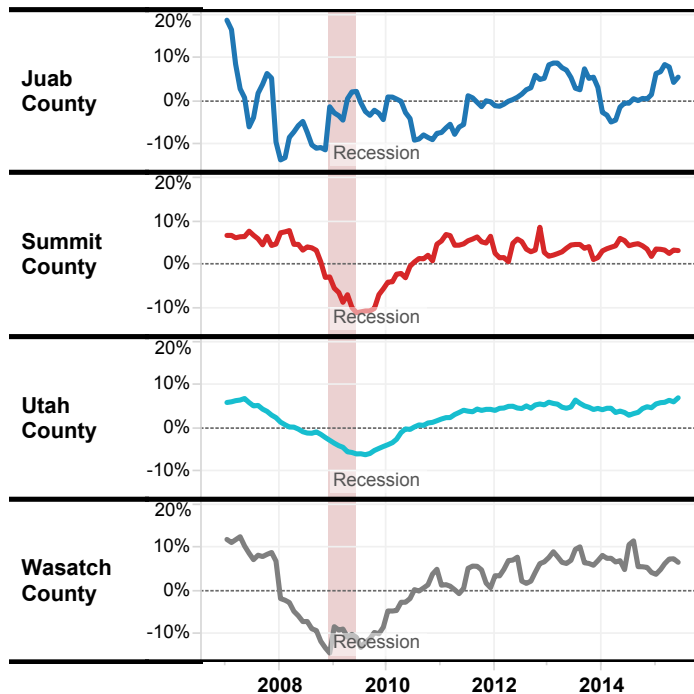 20%
10%
Juab
County
0%
-10%
Recession
20%
10%
Summit
County
0%
-10%
Recession
20%
10%
Utah
County
0%
-10%
Recession
20%
10%
Wasatch
County
0%
-10%
Recession
2008 2010 2012 2014